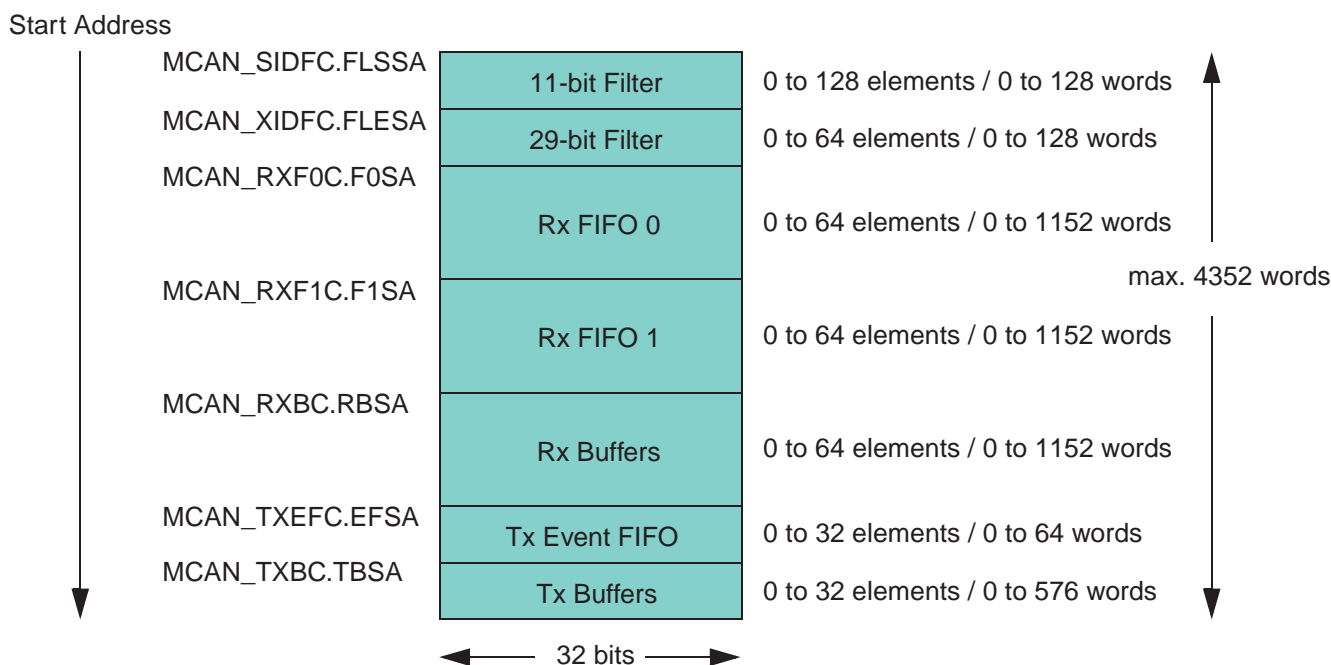 Start Address
MCAN_SIDFC.FLSSA
11-bit Filter
0 to 128 elements / 0 to 128 words
MCAN_XIDFC.FLESA
29-bit Filter
0 to 64 elements / 0 to 128 words
MCAN_RXF0C.F0SA
Rx FIFO 0
0 to 64 elements / 0 to 1152 words
max. 4352 words
MCAN_RXF1C.F1SA
Rx FIFO 1
0 to 64 elements / 0 to 1152 words
MCAN_RXBC.RBSA
Rx Buffers
0 to 64 elements / 0 to 1152 words
MCAN_TXEFC.EFSA
Tx Event FIFO
0 to 32 elements / 0 to 64 words
MCAN_TXBC.TBSA
Tx Buffers
0 to 32 elements / 0 to 576 words
32 bits